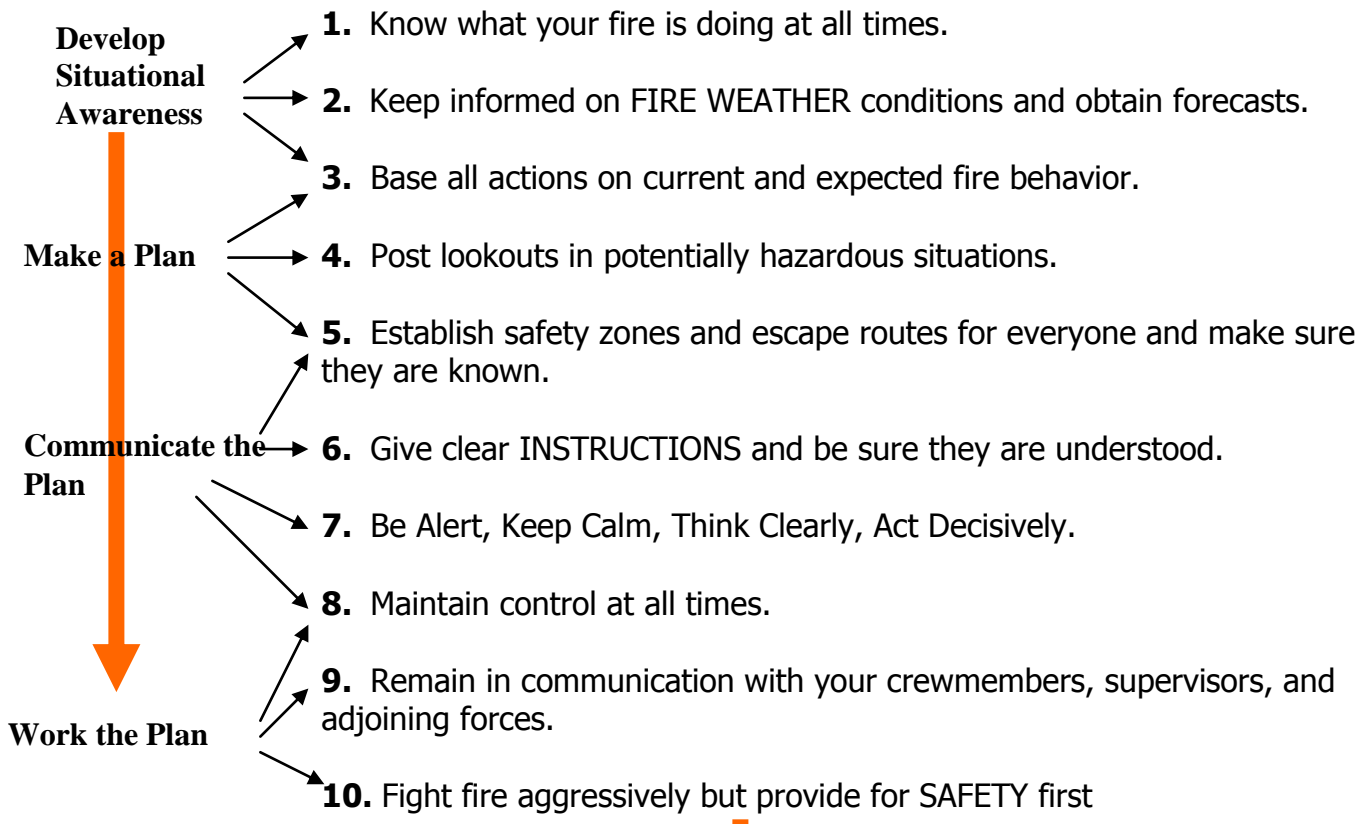 Develop
Situational
Awareness
1. Know what your fire is doing at all times.
2. Keep informed on FIRE WEATHER conditions and obtain forecasts.
3. Base all actions on current and expected fire behavior.
Make a Plan
4. Post lookouts in potentially hazardous situations.
5. Establish safety zones and escape routes for everyone and make sure
they are known.
Communicate the
Plan
6. Give clear INSTRUCTIONS and be sure they are understood.
7. Be Alert, Keep Calm, Think Clearly, Act Decisively.
8. Maintain control at all times.
Work the Plan
9. Remain in communication with your crewmembers, supervisors, and
adjoining forces.
10. Fight fire aggressively but provide for SAFETY first